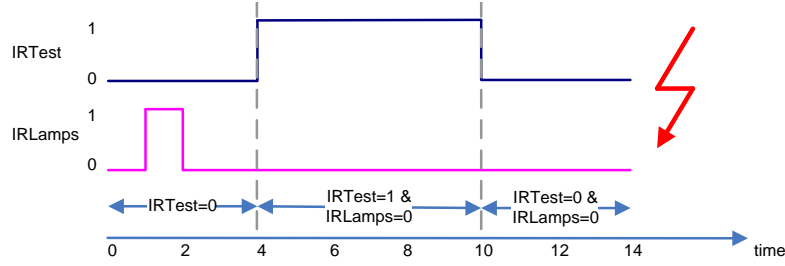 1
IRTest
0
1
IRLamps
0
IRTest=0
IRTest=1 &
IRLamps=0
IRTest=0 &
IRLamps=0
0 2 4 6 8 10 12 14 time